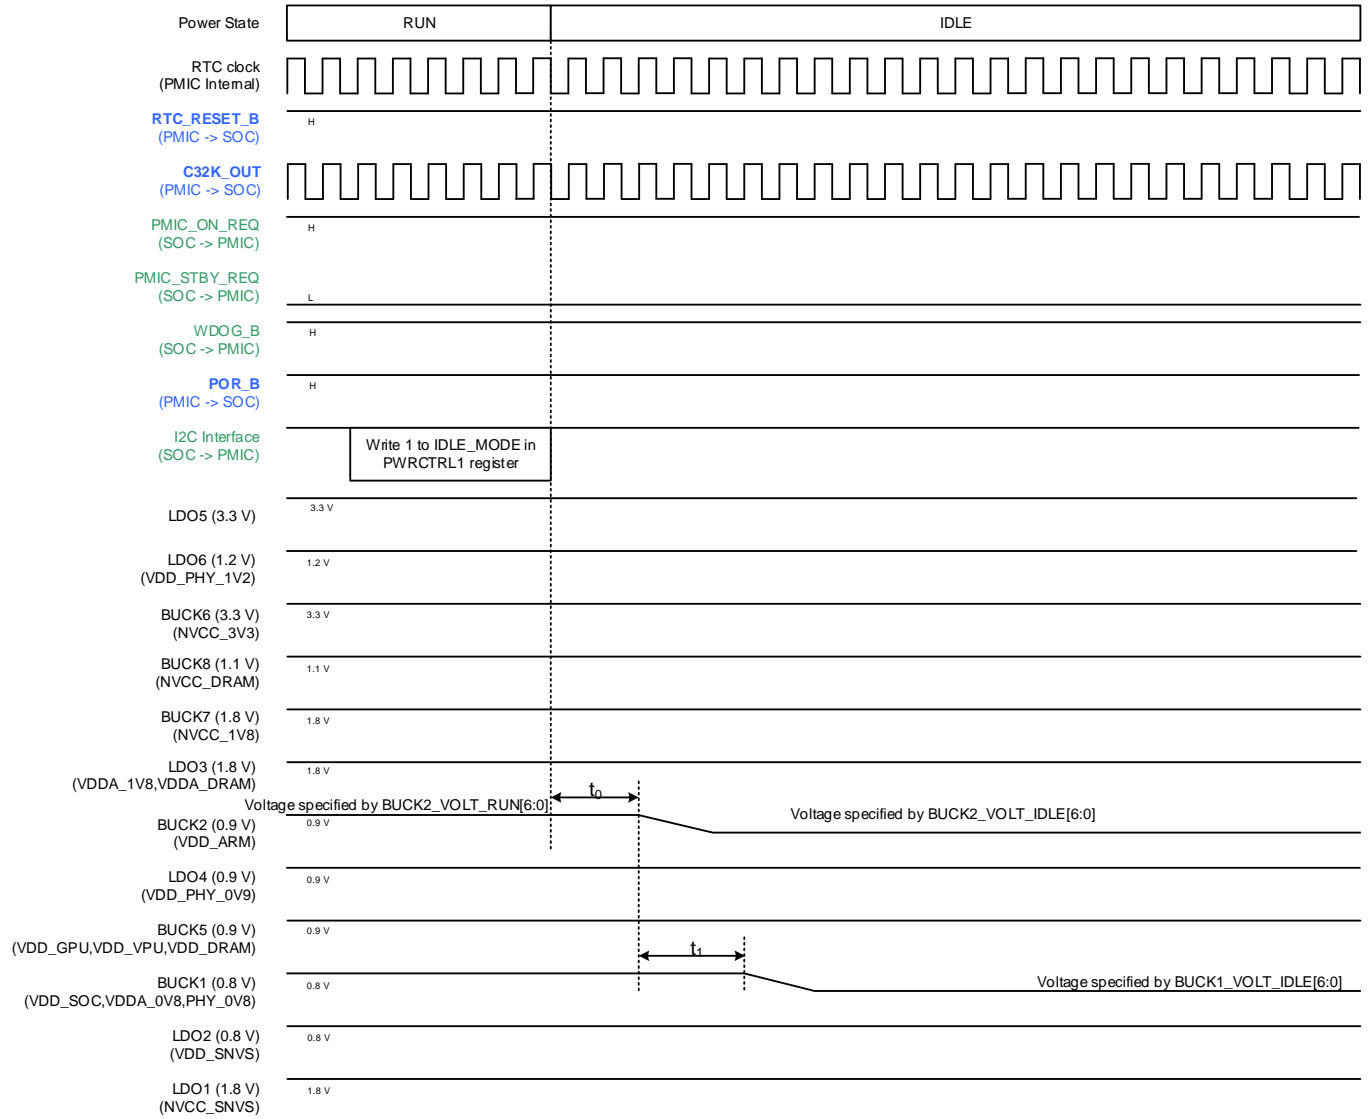 Power State
RUN
IDLE
RTC clock
(PMIC Internal)
RTC_RESET_B
(PMIC -> SOC)
H
C32K_OUT
(PMIC -> SOC)
PMIC_ON_REQ
(SOC -> PMIC)
H
PMIC_STBY_REQ
(SOC -> PMIC)
L
WDOG_B
(SOC -> PMIC)
H
POR_B
(PMIC -> SOC)
H
I2C Interface
(SOC -> PMIC)
Write 1 to IDLE_MODE in
PWRCTRL1 register
LDO5 (3.3 V)
3.3 V
LDO6 (1.2 V)
(VDD_PHY_1V2)
1.2 V
BUCK6 (3.3 V)
(NVCC_3V3)
3.3 V
BUCK8 (1.1 V)
(NVCC_DRAM)
1.1 V
BUCK7 (1.8 V)
(NVCC_1V8)
1.8 V
LDO3 (1.8 V)
(VDDA_1V8,VDDA_DRAM)
1.8 V
t0
Voltage specified by BUCK2_VOLT_RUN[6:0]
Voltage specified by BUCK2_VOLT_IDLE[6:0]
BUCK2 (0.9 V)
(VDD_ARM)
0.9 V
LDO4 (0.9 V)
(VDD_PHY_0V9)
0.9 V
BUCK5 (0.9 V)
(VDD_GPU,VDD_VPU,VDD_DRAM)
0.9 V
t1
BUCK1 (0.8 V)
(VDD_SOC,VDDA_0V8,PHY_0V8)
0.8 V
Voltage specified by BUCK1_VOLT_IDLE[6:0]
LDO2 (0.8 V)
(VDD_SNVS)
0.8 V
LDO1 (1.8 V)
(NVCC_SNVS)
1.8 V